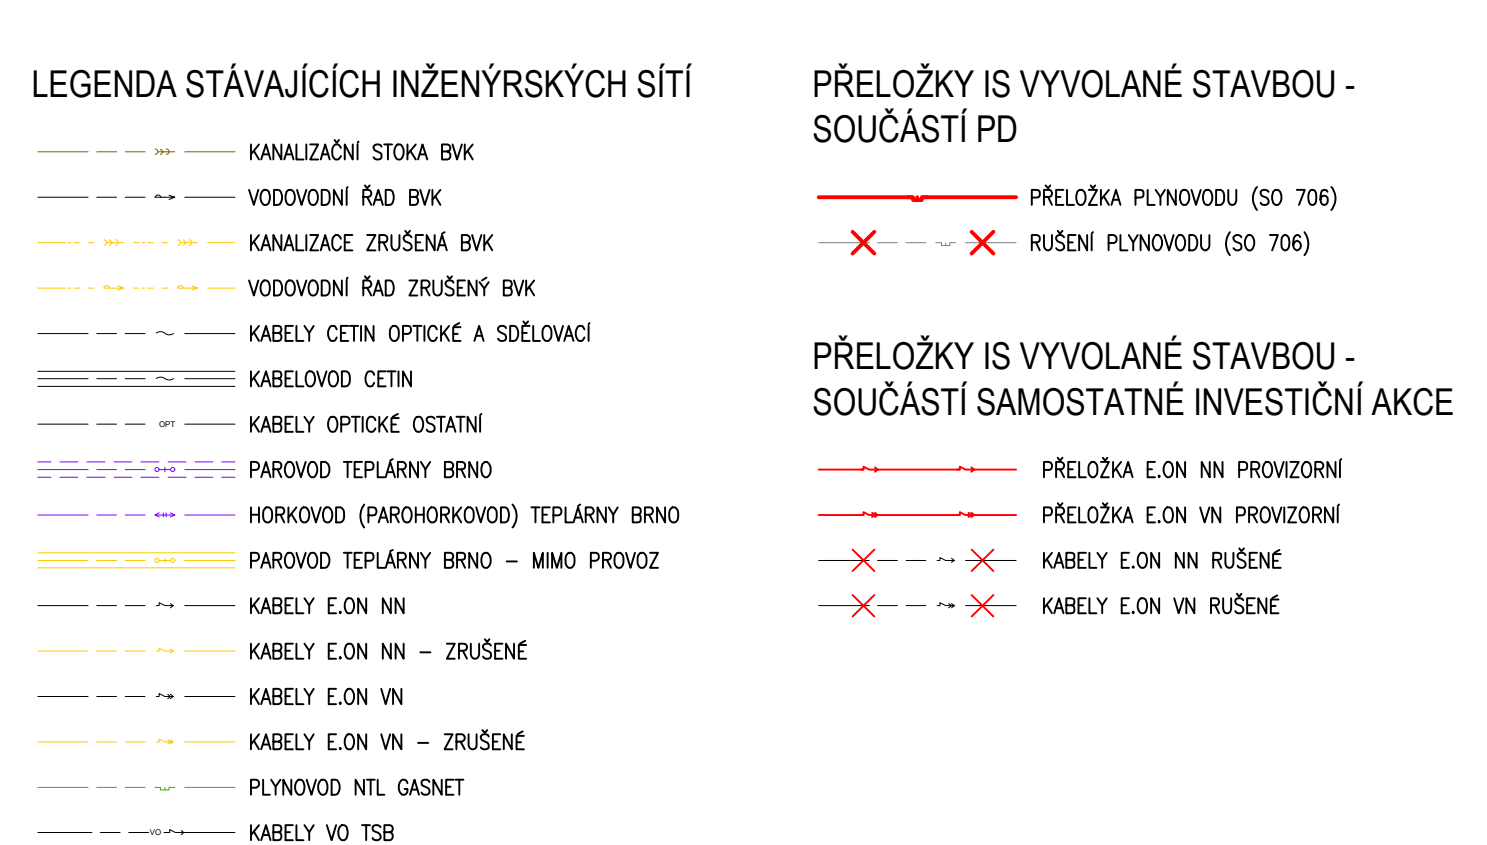 LEGENDA STÁVAJÍCÍCH INŽENÝRSKÝCH SÍTÍ
KANALIZAČNÍ STOKA BVK
VODOVODNÍ ŘAD BVK
KANALIZACE ZRUŠENÁ BVK
VODOVODNÍ ŘAD ZRUŠENÝ BVK
KABELY CETIN OPTICKÉ A SDĚLOVACÍ
KABELOVOD CETIN
OPT KABELY OPTICKÉ OSTATNÍ
PAROVOD TEPLÁRNY BRNO
HORKOVOD (PAROHORKOVOD) TEPLÁRNY BRNO
PAROVOD TEPLÁRNY BRNO – MIMO PROVOZ
KABELY E.ON NN
KABELY E.ON NN – ZRUŠENÉ
KABELY E.ON VN
KABELY E.ON VN – ZRUŠENÉ
PLYNOVOD NTL GASNET
VO KABELY VO TSB
PŘELOŽKY IS VYVOLANÉ STAVBOU -
SOUČÁSTÍ PD
PŘELOŽKA PLYNOVODU (SO 706)
RUŠENÍ PLYNOVODU (SO 706)
PŘELOŽKY IS VYVOLANÉ STAVBOU -
SOUČÁSTÍ SAMOSTATNÉ INVESTIČNÍ AKCE
PŘELOŽKA E.ON NN PROVIZORNÍ
PŘELOŽKA E.ON VN PROVIZORNÍ
KABELY E.ON NN RUŠENÉ
KABELY E.ON VN RUŠENÉ